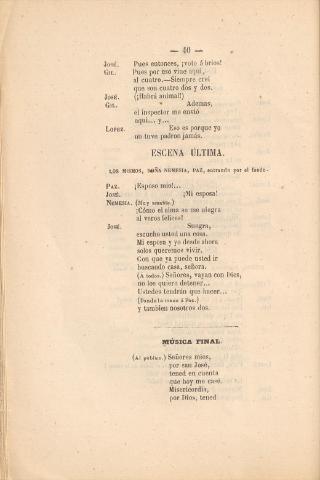 — 40 —
JOSÉ. Pues entonces, ¡voto á brios!
GIL. Pues por eso vine aquí,
al cuatro.—Siempre creí
que son cuatro dos y dos.
JOSÉ. (¡Habrá animal!)
GIL. Ademas,
el inspector me envió
aquí... y...
LOPEZ. Eso es porque yo
no tuve padron jamás.
ESCENA ÚLTIMA.
LOS MISMOS, DOÑA NEMESIA, PAZ, entrando por el fondo.
PAZ. ¡Esposo mio!...
JOSÉ. ¡Mi esposa!
NEMESIA. (Muy amable.)
¡Cómo el alma se me alegra
al veros felices!
JOSÉ. Suegra,
escuche usted una cosa.
Mi esposa y yo desde ahora
solos queremos vivir,
Con que ya puede usted ir
buscando casa, señora.
(A todos.) Señores, vayan con Dios,
no los quiero detener...
Ustedes tendrán que hacer...
(Dando la mano á Paz.)
y tambien nosotros dos.
MÚSICA FINAL.
(Al público.) Señores mios,
por san José,
tened en cuenta
que hoy me casé.
Misericordia,
por Dios, tened